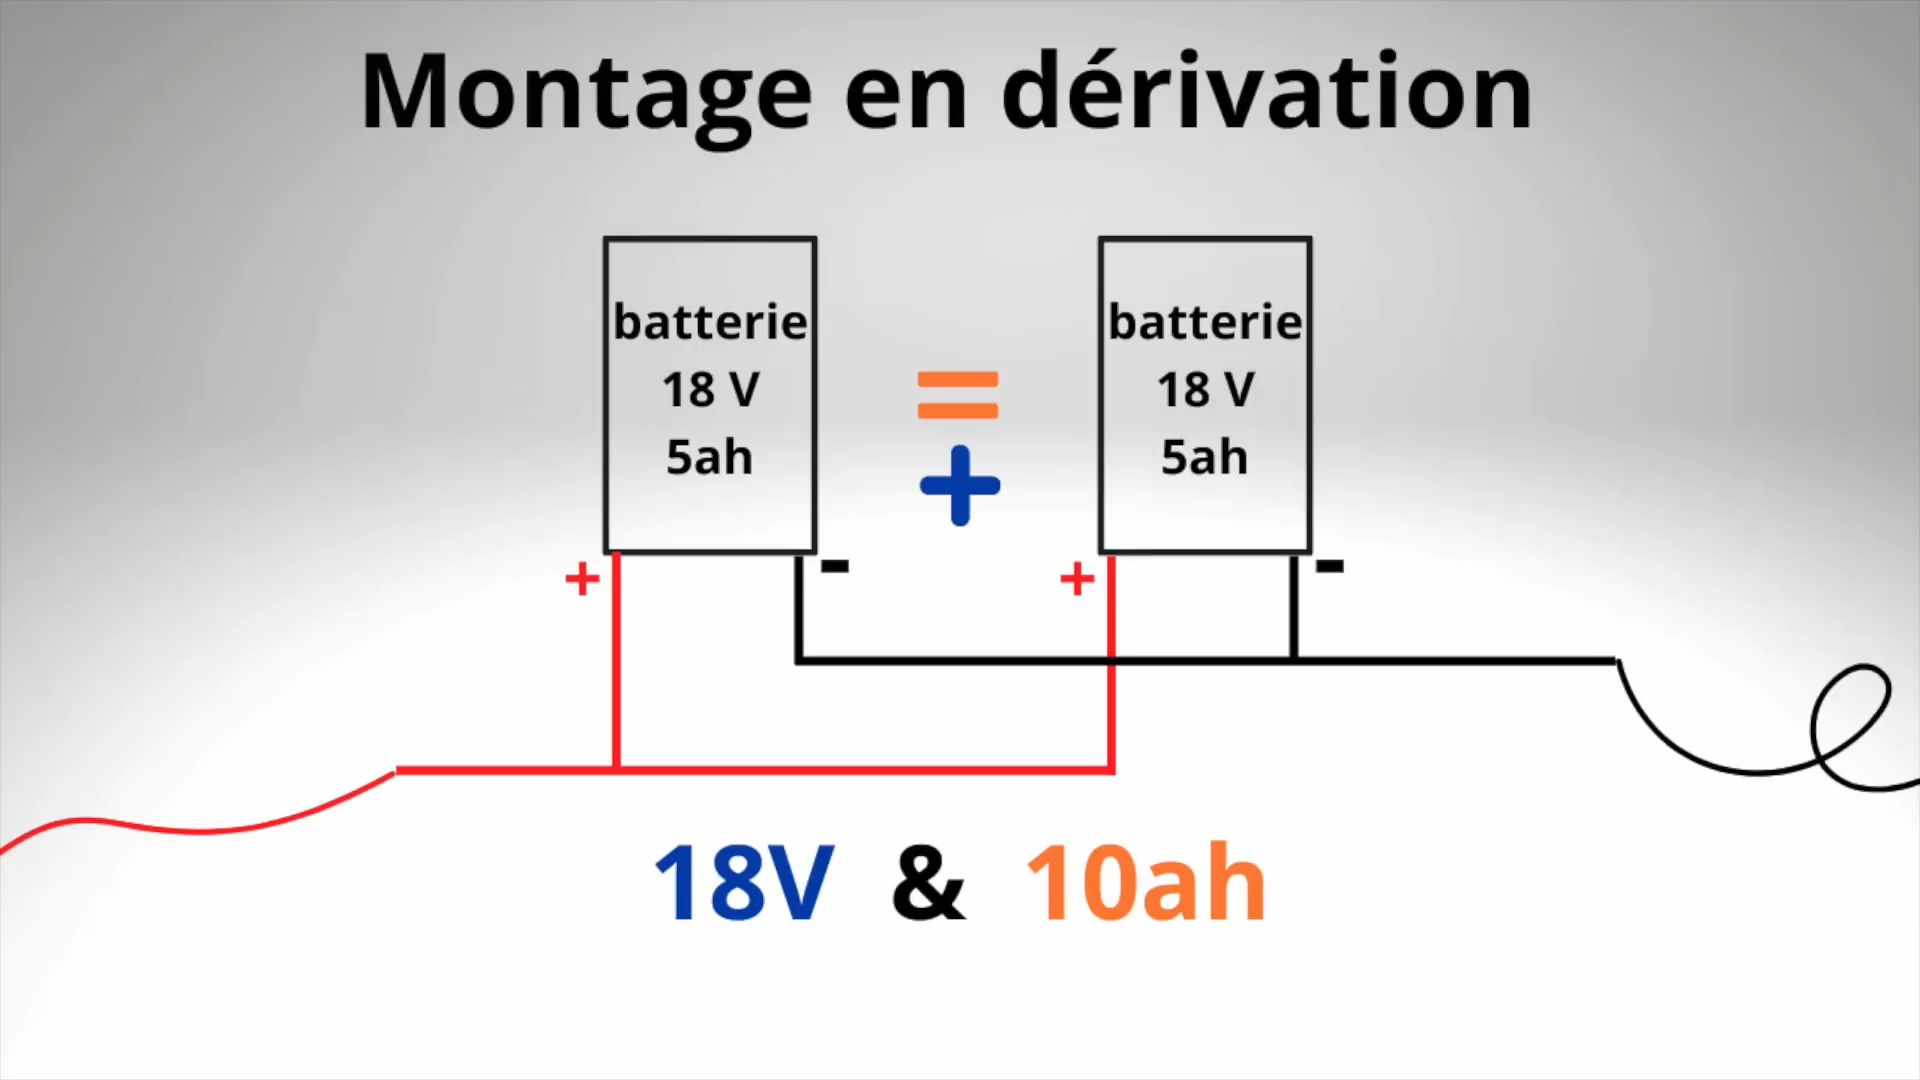 Montage en dérivation
batterie
18 V
5ah
=
+
batterie
18 V
5ah
+ -
+ -
18V & 10ah